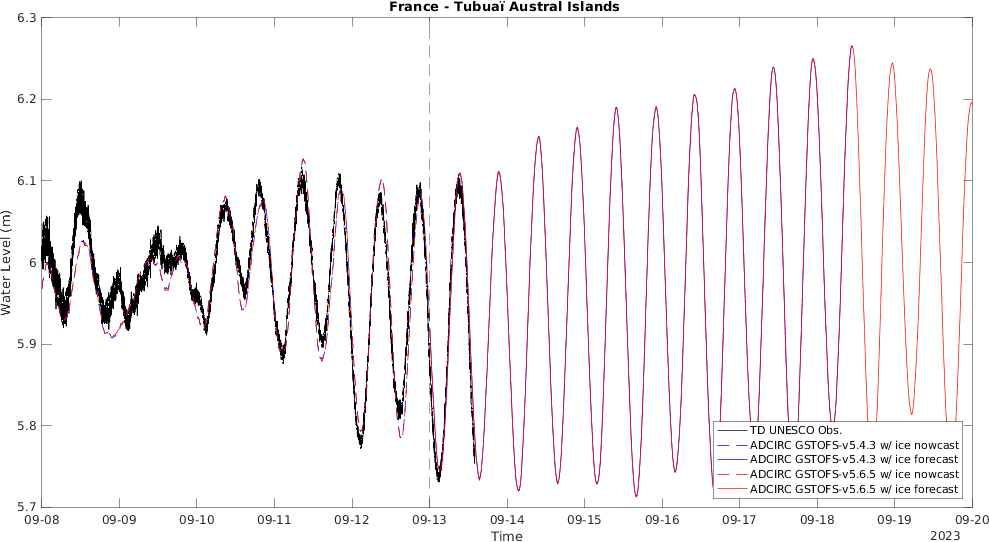 France - Tubuaï Austral Islands
6.3
6.2
6.1
6
5.9
5.8
5.7
Water Level (m)
TD UNESCO Obs.
ADCIRC GSTOFS-v5.4.3 w/ ice nowcast
ADCIRC GSTOFS-v5.4.3 w/ ice forecast
ADCIRC GSTOFS-v5.6.5 w/ ice nowcast
ADCIRC GSTOFS-v5.6.5 w/ ice forecast
09-08 09-09 09-10 09-11 09-12 09-13 09-14 09-15 09-16 09-17 09-18 09-19 09-20
Time
2023